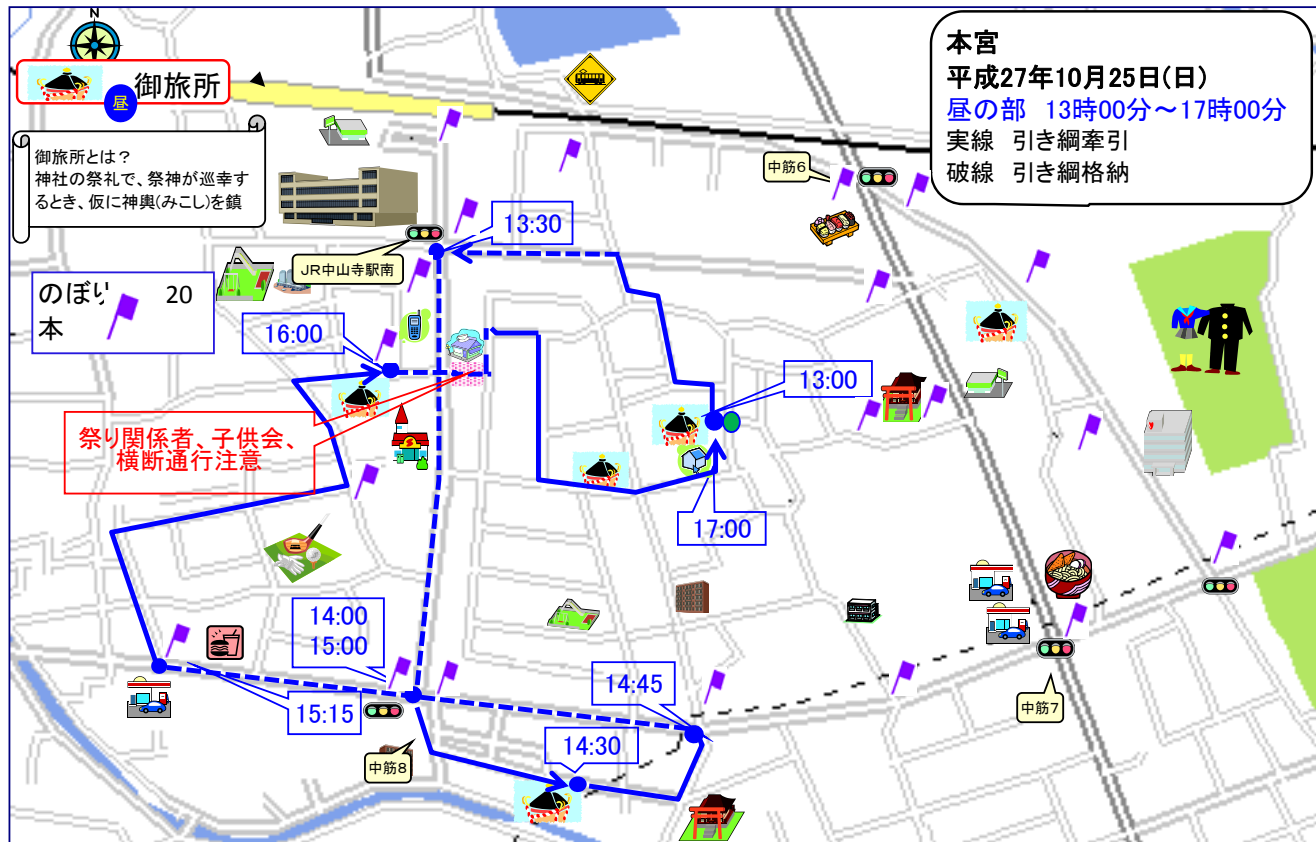 N
御旅所
昼
御旅所とは？
神社の祭礼で、祭神が巡幸す
るとき、仮に神輿(みこし)を鎮
本宮
平成27年10月25日(日)
昼の部 13時00分～17時00分
実線 引き綱牽引
破線 引き綱格納
中筋6
13:30
JR中山寺駅南
のぼり 20
本
16:00
13:00
祭り関係者、子供会、
横断通行注意
17:00
14:00
15:00
14:45
15:15
中筋7
14:30
中筋8